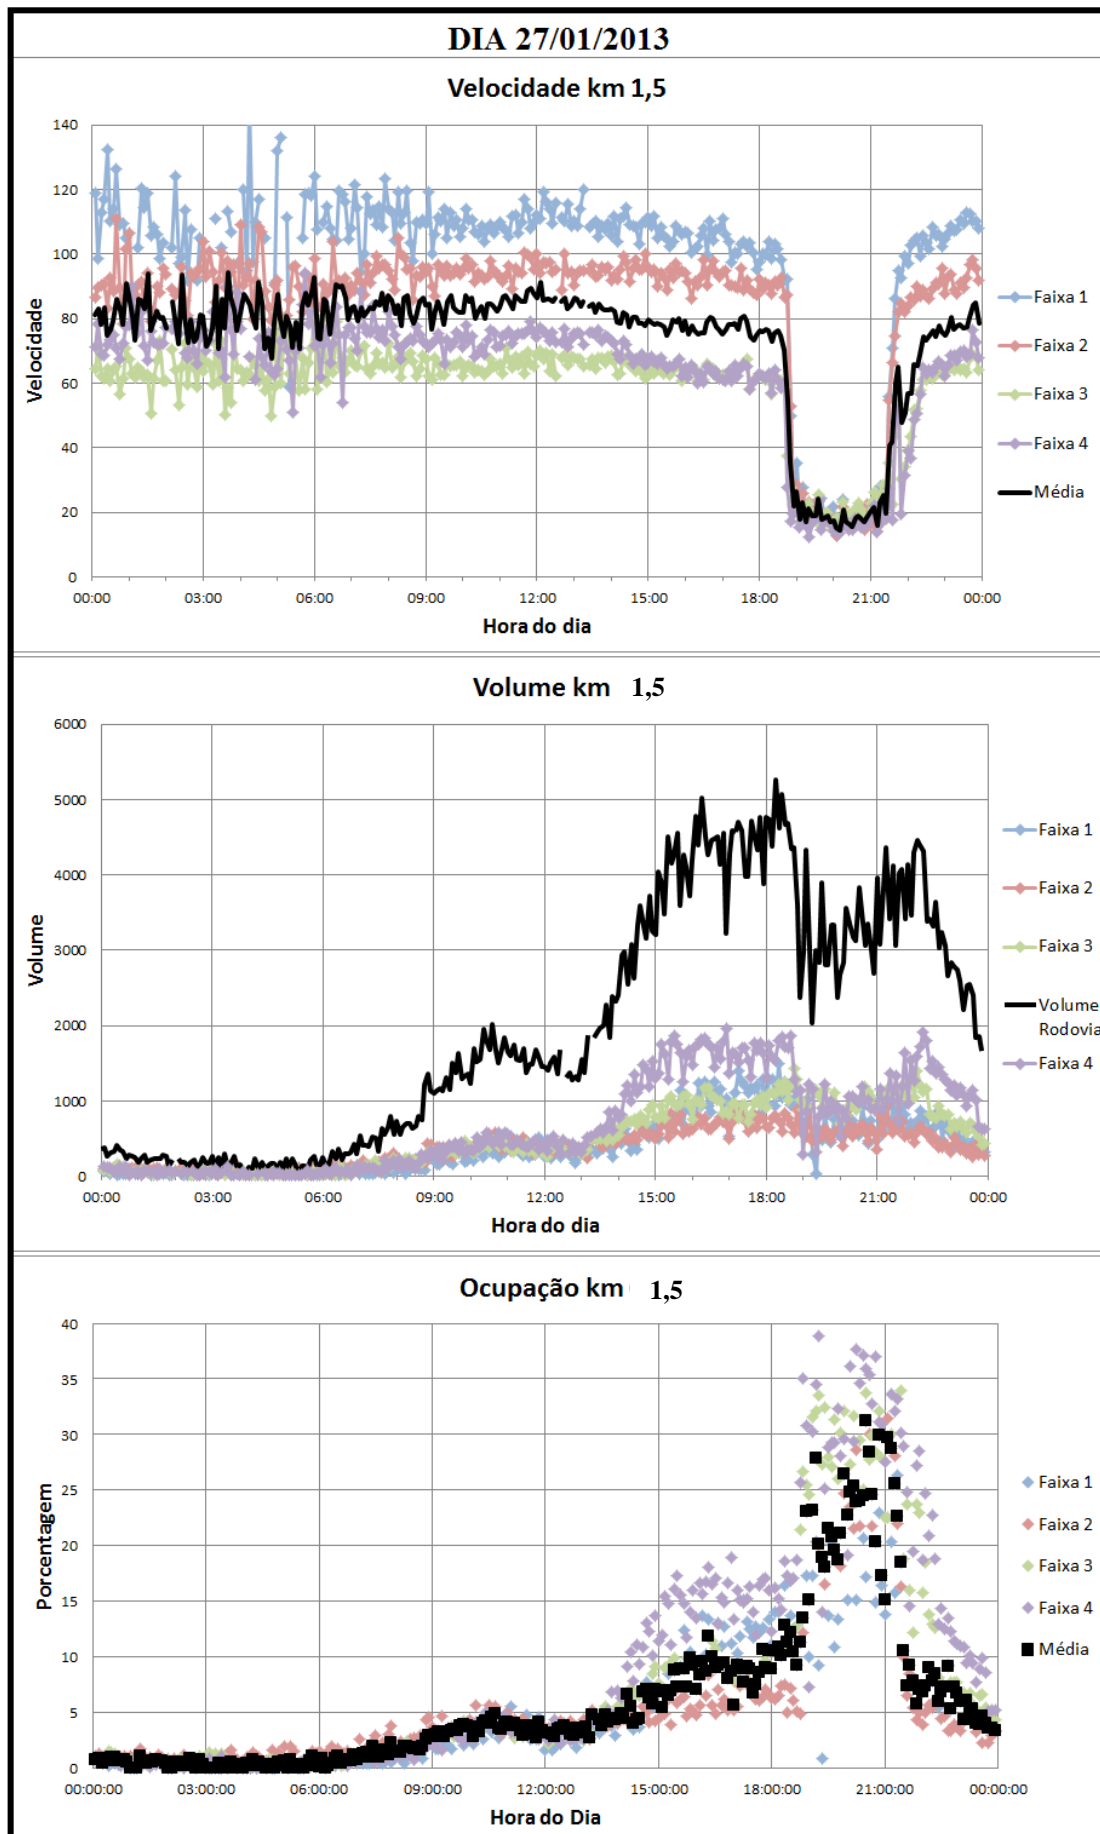 DIA 27/01/2013
Velocidade km 1,5
140
120
100
80
60
40
20
0
Velocidade
00:00 03:00 06:00 09:00 12:00 15:00 18:00 21:00 00:00
Hora do dia
Faixa 1
Faixa 2
Faixa 3
Faixa 4
Média
Volume km 1,5
6000
5000
4000
3000
2000
1000
0
Volume
00:00 03:00 06:00 09:00 12:00 15:00 18:00 21:00 00:00
Hora do dia
Faixa 1
Faixa 2
Faixa 3
Volume
Rodovia
Faixa 4
Ocupação km 1,5
40
35
30
25
20
15
10
5
0
Porcentagem
00:00:00 03:00:00 06:00:00 09:00:00 12:00:00 15:00:00 18:00:00 21:00:00 00:00:00
Hora do Dia
Faixa 1
Faixa 2
Faixa 3
Faixa 4
Média